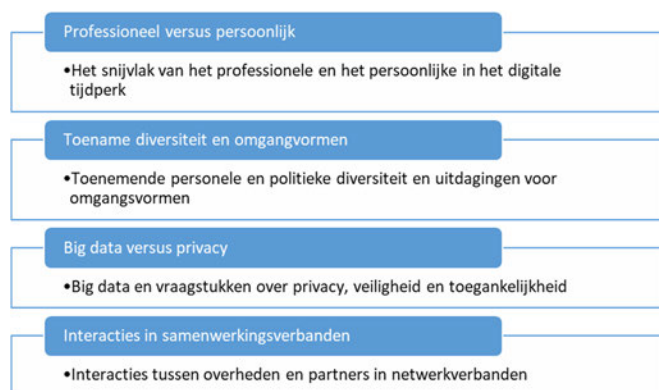 Professioneel versus persoonlijk
•Het snijvlak van het professionele en het persoonlijke in het digitale
tijdperk
Toename diversiteit en omgangvormen
•Toenemende personele en politieke diversiteit en uitdagingen voor
omgangsvormen
Big data versus privacy
•Big data en vraagstukken over privacy, veiligheid en toegankelijkheid
Interacties in samenwerkingsverbanden
•Interacties tussen overheden en partners in netwerkverbanden